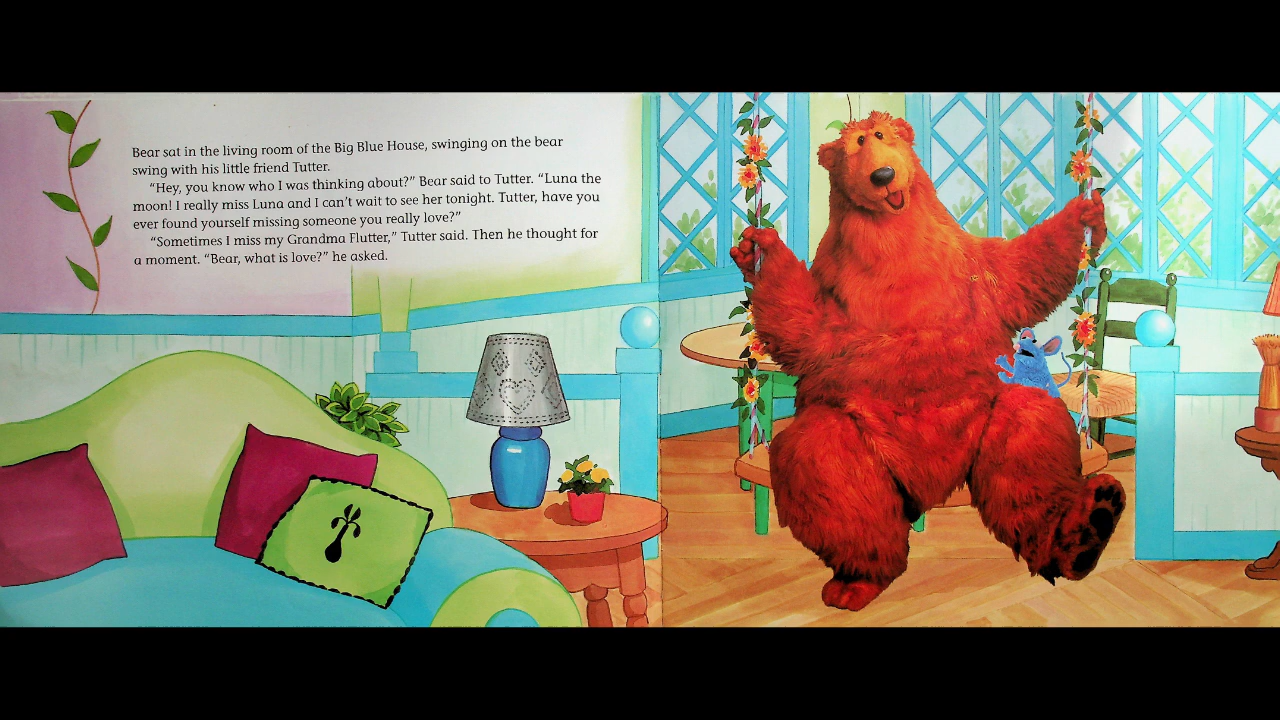 Bear sat in the living room of the Big Blue House, swinging on the bear
swing with his little friend Tutter.
“Hey, you know who I was thinking about?” Bear said to Tutter. “Luna the
moon! I really miss Luna and I can’t wait to see her tonight. Tutter, have you
ever found yourself missing someone you really love?”
“Sometimes I miss my Grandma Flutter,” Tutter said. Then he thought for
a moment. “Bear, what is love?” he asked.